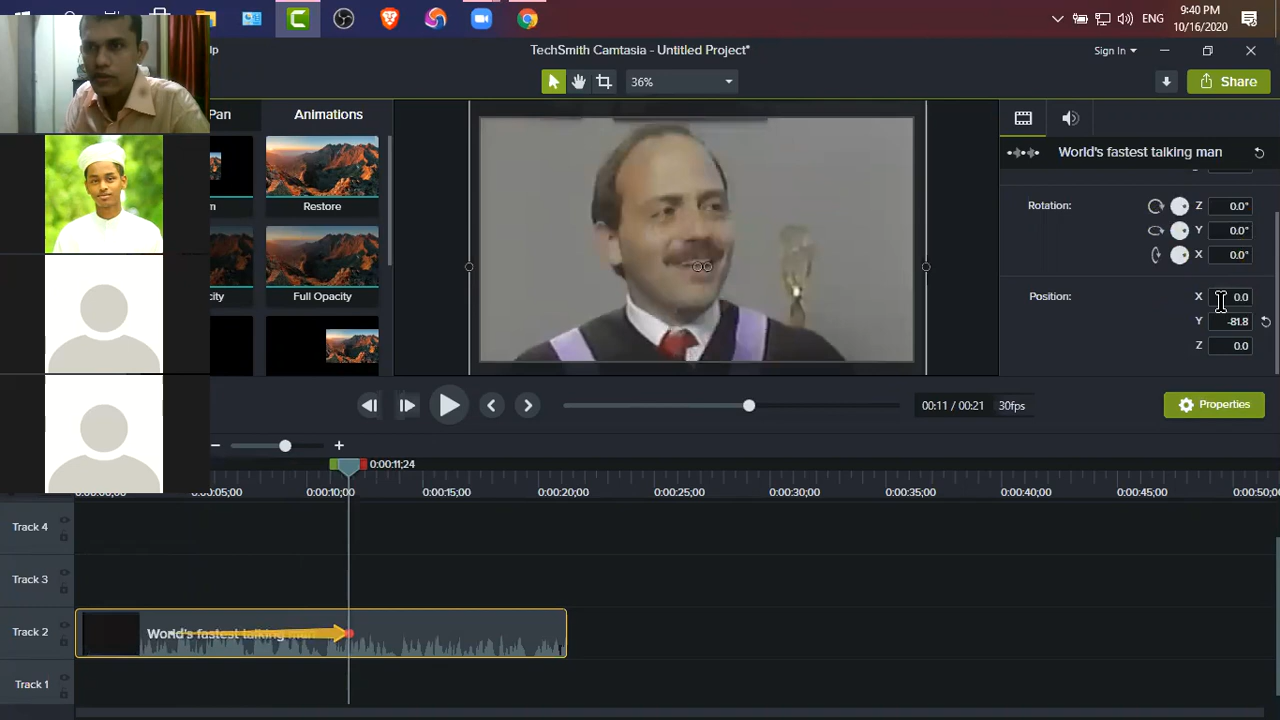 9:40 PM
ENG
10/16/2020
lp
TechSmith Camtasia - Untitled Project*
Sign In
36%
Share
Pan
Animations
World's fastest talking man
Restore
Rotation:
Z
0.0°
Y
0.0°
X
0.0°
city
Full Opacity
Position:
X
0.0
Y
-81.8
Z
0.0
00:11 / 00:21
30fps
Properties
0:00:11;24
0:00:05;00
0:00:10;00
0:00:15;00
0:00:20;00
0:00:25;00
0:00:30;00
0:00:35;00
0:00:40;00
0:00:45;00
0:00:50;00
Track 4
Track 3
Track 2
World's fastest talking man
Track 1